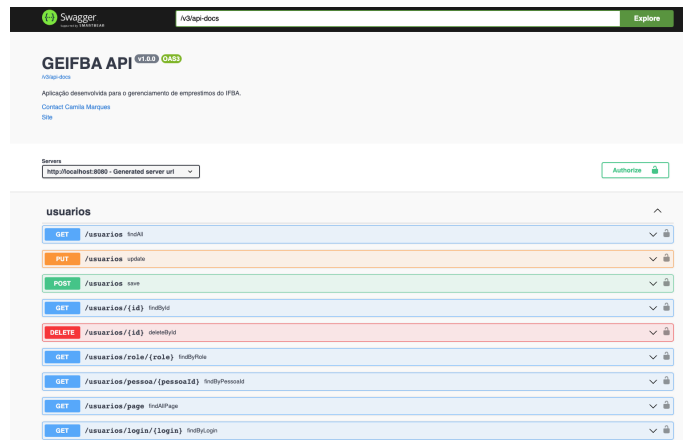 Swagger
Supported by SMARTBEAR
/v3/api-docs
Explore
GEIFBA API v1.0.0 OAS3
/v3/api-docs
Aplicação desenvolvida para o gerenciamento de emprestimos do IFBA.
Contact Camila Marques
Site
Servers
http://localhost:8080 - Generated server url
Authorize
usuarios
GET /usuarios findAll
PUT /usuarios update
POST /usuarios save
GET /usuarios/{id} findById
DELETE /usuarios/{id} deleteById
GET /usuarios/role/{role} findByRole
GET /usuarios/pessoa/{pessoaId} findByPessoaId
GET /usuarios/page findAllPage
GET /usuarios/login/{login} findByLogin